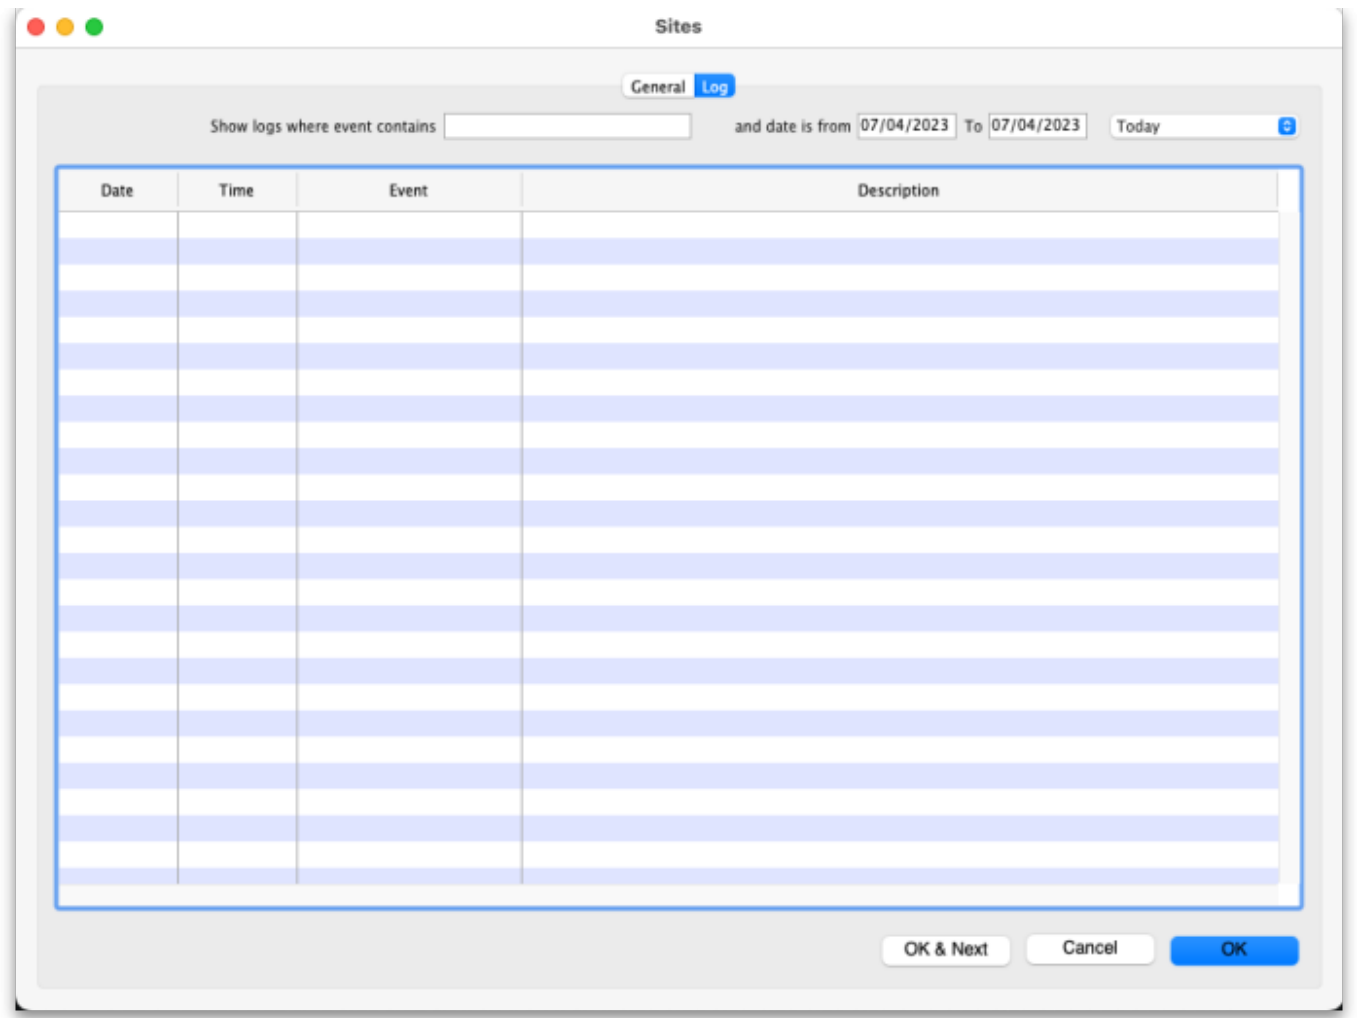 Sites
General Log
Show logs where event contains and date is from 07/04/2023 To 07/04/2023 Today
Date Time Event Description
OK & Next Cancel OK